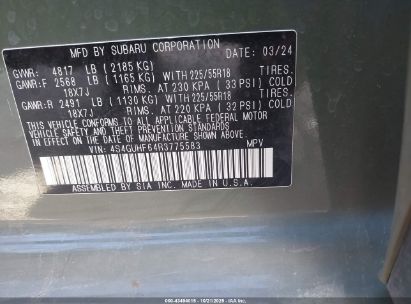 MFD BY SUBARU CORPORATION DATE: 03/24
GVWR: 4817 LB (2185 KG)
GAWR:F 2568 LB (1165 KG) WITH 225/55R18 TIRES.
18X7J RIMS. AT 230 KPA ( 33 PSI) COLD
GAWR:R 2491 LB (1130 KG) WITH 225/55R18 TIRES.
18X7J RIMS. AT 220 KPA ( 32 PSI) COLD
THIS VEHICLE CONFORMS TO ALL APPLICABLE FEDERAL MOTOR
VEHICLE SAFETY, BUMPER, AND THEFT PREVENTION STANDARDS
IN EFFECT ON THE DATE OF MANUFACTURE SHOWN ABOVE.
VIN: 4S4GUHF64R3775583 MPV
ASSEMBLED BY SIA INC. MADE IN U.S.A.